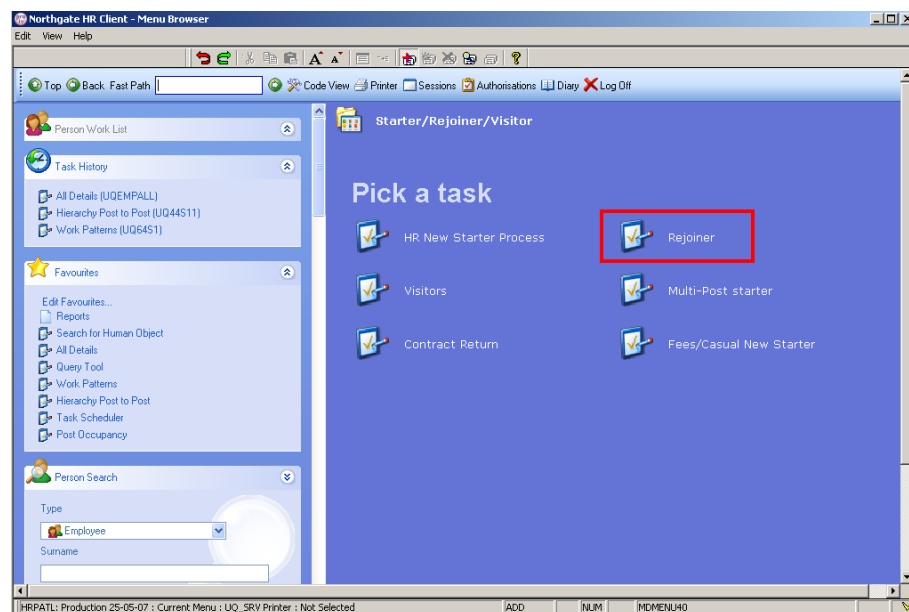 Northgate HR Client - Menu Browser
Edit View Help
Top Back Fast Path Code View Printer Sessions Authorisations Diary Log Off
Person Work List
Task History
All Details (UQEMPALL)
Hierarchy Post to Post (UQ44S11)
Work Patterns (UQ64S1)
Favourites
Edit Favourites...
Reports
Search for Human Object
All Details
Query Tool
Work Patterns
Hierarchy Post to Post
Task Scheduler
Post Occupancy
Person Search
Type
Employee
Surname
Starter/Rejoiner/Visitor
Pick a task
HR New Starter Process
Rejoiner
Visitors
Multi-Post starter
Contract Return
Fees/Casual New Starter
HRPATL: Production 25-05-07 : Current Menu : UQ_SRV Printer : Not Selected ADD NUM MDMENU40